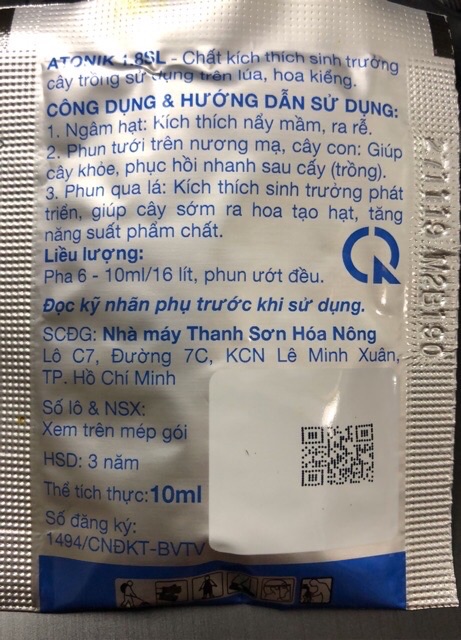 ATONIK 1.8SL - Chất kích thích sinh trưởng
cây trồng sử dụng trên lúa, hoa kiểng.
CÔNG DỤNG & HƯỚNG DẪN SỬ DỤNG:
1. Ngâm hạt: Kích thích nẩy mầm, ra rễ.
2. Phun tưới trên nương mạ, cây con: Giúp
cây khỏe, phục hồi nhanh sau cấy (trồng).
3. Phun qua lá: Kích thích sinh trưởng phát
triển, giúp cây sớm ra hoa tạo hạt, tăng
năng suất phẩm chất.
Liều lượng:
Pha 6 - 10ml/16 lít, phun ướt đều.
Đọc kỹ nhãn phụ trước khi sử dụng.
SCĐG: Nhà máy Thanh Sơn Hóa Nông
Lô C7, Đường 7C, KCN Lê Minh Xuân,
TP. Hồ Chí Minh
Số lô & NSX:
Xem trên mép gói
HSD: 3 năm
Thể tích thực: 10ml
Số đăng ký:
1494/CNĐKT-BVTV